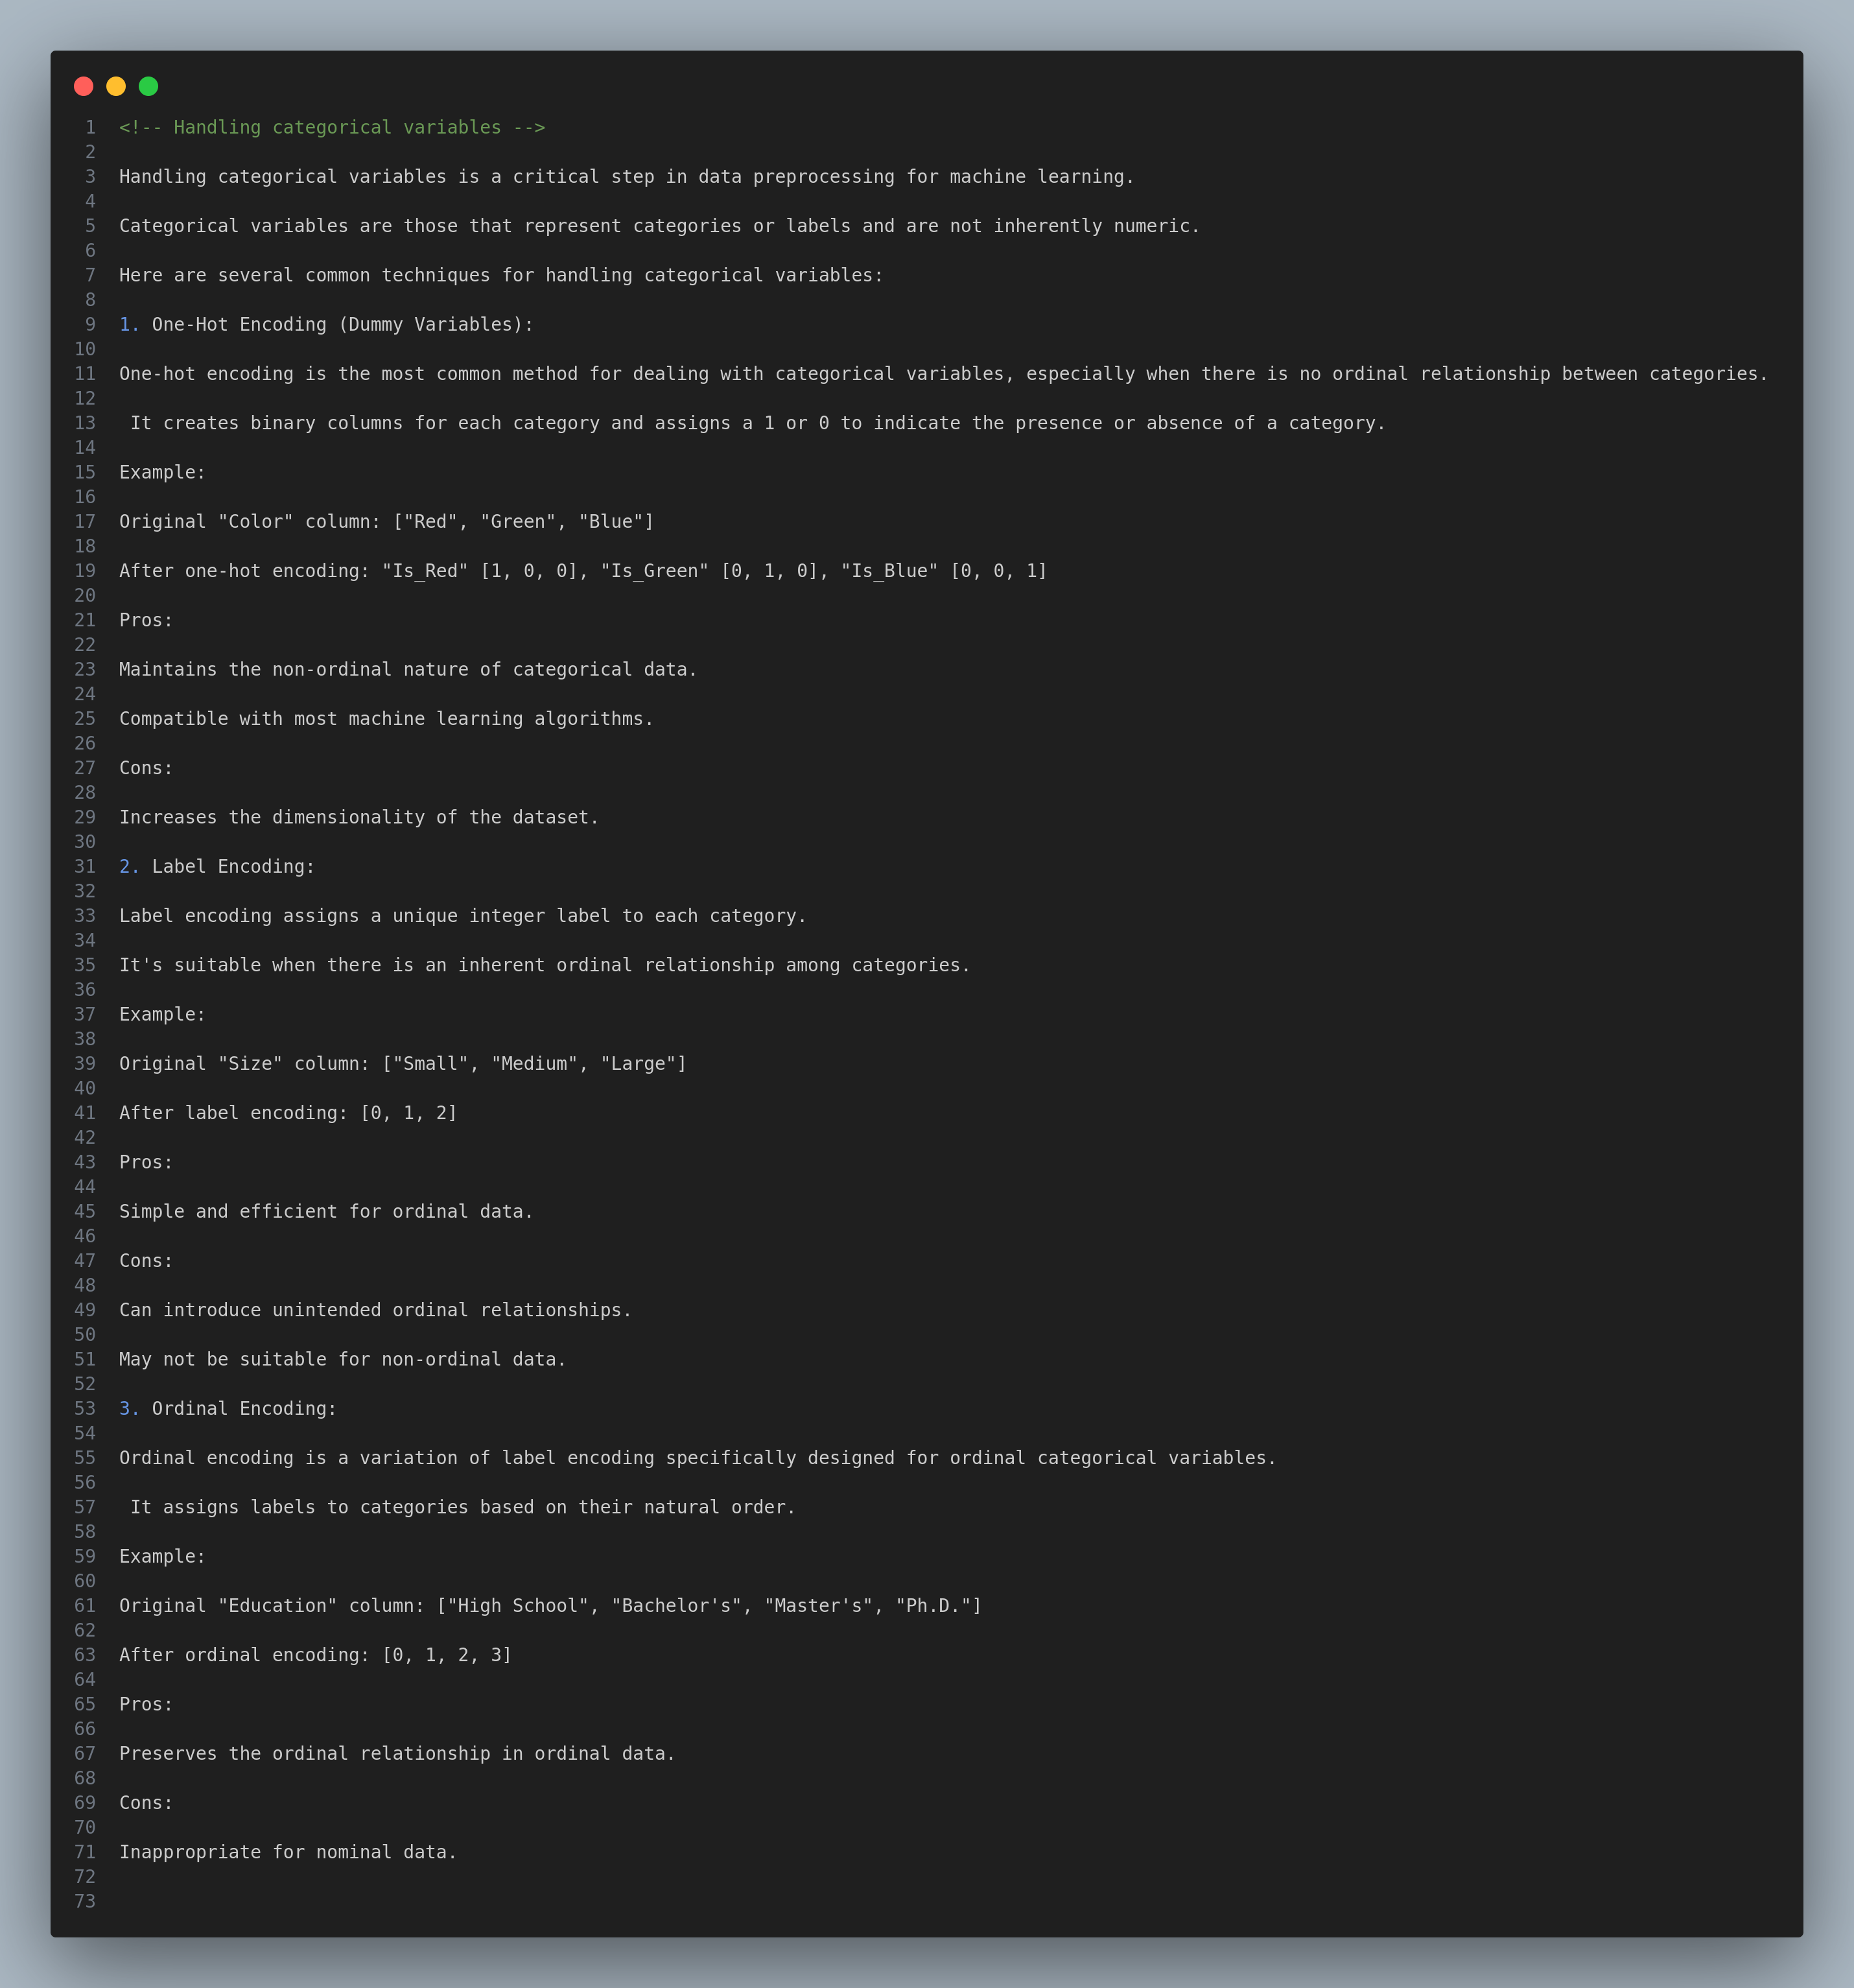 1 <!-- Handling categorical variables -->
2
3 Handling categorical variables is a critical step in data preprocessing for machine learning.
4
5 Categorical variables are those that represent categories or labels and are not inherently numeric.
6
7 Here are several common techniques for handling categorical variables:
8
9 1. One-Hot Encoding (Dummy Variables):
10
11 One-hot encoding is the most common method for dealing with categorical variables, especially when there is no ordinal relationship between categories.
12
13  It creates binary columns for each category and assigns a 1 or 0 to indicate the presence or absence of a category.
14
15 Example:
16
17 Original "Color" column: ["Red", "Green", "Blue"]
18
19 After one-hot encoding: "Is_Red" [1, 0, 0], "Is_Green" [0, 1, 0], "Is_Blue" [0, 0, 1]
20
21 Pros:
22
23 Maintains the non-ordinal nature of categorical data.
24
25 Compatible with most machine learning algorithms.
26
27 Cons:
28
29 Increases the dimensionality of the dataset.
30
31 2. Label Encoding:
32
33 Label encoding assigns a unique integer label to each category.
34
35 It's suitable when there is an inherent ordinal relationship among categories.
36
37 Example:
38
39 Original "Size" column: ["Small", "Medium", "Large"]
40
41 After label encoding: [0, 1, 2]
42
43 Pros:
44
45 Simple and efficient for ordinal data.
46
47 Cons:
48
49 Can introduce unintended ordinal relationships.
50
51 May not be suitable for non-ordinal data.
52
53 3. Ordinal Encoding:
54
55 Ordinal encoding is a variation of label encoding specifically designed for ordinal categorical variables.
56
57  It assigns labels to categories based on their natural order.
58
59 Example:
60
61 Original "Education" column: ["High School", "Bachelor's", "Master's", "Ph.D."]
62
63 After ordinal encoding: [0, 1, 2, 3]
64
65 Pros:
66
67 Preserves the ordinal relationship in ordinal data.
68
69 Cons:
70
71 Inappropriate for nominal data.
72
73